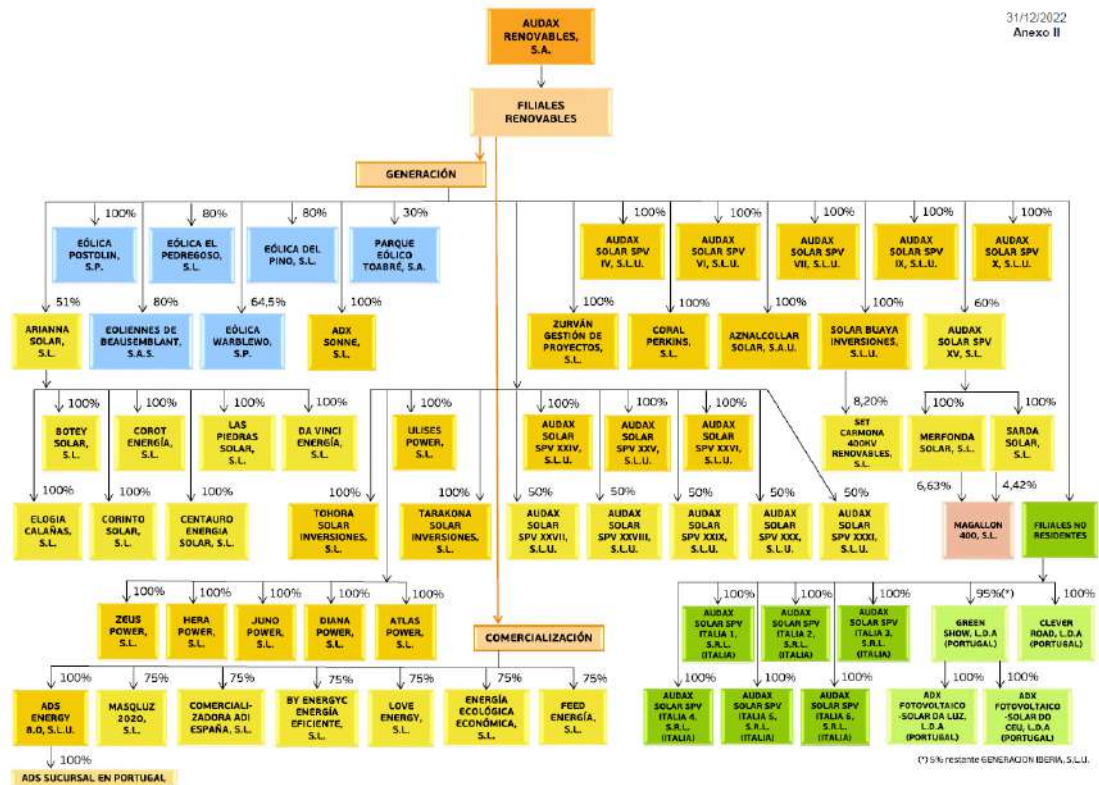 31/12/2022
Anexo II
AUDAX
RENOVABLES,
S.A.
FILIALES
RENOVABLES
GENERACIÓN
100%
80%
80%
30%
100%
100%
100%
100%
100%
EÓLICA
POSTOLIN,
S.P.
EÓLICA EL
PEDREGOSO,
S.L.
EÓLICA DEL
PINO, S.L.
PARQUE
EÓLICO
TOABRÉ, S.A.
AUDAX
SOLAR SPV
IV, S.L.U.
AUDAX
SOLAR SPV
VI, S.L.U.
AUDAX
SOLAR SPV
VII, S.L.U.
AUDAX
SOLAR SPV
IX, S.L.U.
AUDAX
SOLAR SPV
X, S.L.U.
51%
80%
64,5%
100%
100%
100%
100%
100%
60%
ARIANNA
SOLAR,
S.L.
EOLIENNES DE
BEAUSEMBLANT,
S.A.S.
EÓLICA
WARBLEWO,
S.P.
ADX
SONNE,
S.L.
ZURVÁN
GESTIÓN DE
PROYECTOS,
S.L.
CORAL
PERKINS,
S.L.
AZNALCOLLAR
SOLAR, S.A.U.
SOLAR BUAYA
INVERSIONES,
S.L.U.
AUDAX
SOLAR SPV
XV, S.L.
100%
100%
100%
100%
100%
100%
100%
100%
8,20%
100%
100%
BOTEY
SOLAR,
S.L.
COROT
ENERGÍA,
S.L.
LAS
PIEDRAS
SOLAR,
S.L.
DA VINCI
ENERGÍA,
S.L.
ULISES
POWER,
S.L.
AUDAX
SOLAR
SPV XXIV,
S.L.U.
AUDAX
SOLAR
SPV XXV,
S.L.U.
AUDAX
SOLAR
SPV XXVI,
S.L.U.
SET
CARMONA
400KV
RENOVABLES,
S.L.
MERFONDA
SOLAR, S.L.
SARDA
SOLAR,
S.L.
100%
100%
100%
100%
100%
50%
50%
50%
50%
50%
6,63%
4,42%
ELOGIA
CALAÑAS,
S.L.
CORINTO
SOLAR,
S.L.
CENTAURO
ENERGIA
SOLAR, S.L.
TOHORA
SOLAR
INVERSIONES,
S.L.
TARAKONA
SOLAR
INVERSIONES,
S.L.
AUDAX
SOLAR
SPV XXVII,
S.L.U.
AUDAX
SOLAR
SPV XXVIII,
S.L.U.
AUDAX
SOLAR
SPV XXIX,
S.L.U.
AUDAX
SOLAR
SPV XXX,
S.L.U.
AUDAX
SOLAR
SPV XXXI,
S.L.U.
MAGALLON
400, S.L.
FILIALES NO
RESIDENTES
100%
100%
100%
100%
100%
100%
100%
100%
95%(*)
100%
ZEUS
POWER,
S.L.
HERA
POWER,
S.L.
JUNO
POWER,
S.L.
DIANA
POWER,
S.L.
ATLAS
POWER,
S.L.
COMERCIALIZACIÓN
AUDAX
SOLAR SPV
ITALIA 1,
S.R.L.
(ITALIA)
AUDAX
SOLAR SPV
ITALIA 2,
S.R.L.
(ITALIA)
AUDAX
SOLAR SPV
ITALIA 3,
S.R.L.
(ITALIA)
GREEN
SHOW, L.D.A
(PORTUGAL)
CLEVER
ROAD, L.D.A
(PORTUGAL)
100%
75%
75%
75%
75%
75%
75%
100%
100%
100%
100%
100%
ADS
ENERGY
8.0, S.L.U.
MASQLUZ
2020,
S.L.
COMERCIALI-
ZADORA ADI
ESPAÑA, S.L.
BY ENERGYC
ENERGÍA
EFICIENTE,
S.L.
LOVE
ENERGY,
S.L.
ENERGÍA
ECOLÓGICA
ECONÓMICA,
S.L.
FEED
ENERGÍA,
S.L.
AUDAX
SOLAR SPV
ITALIA 4,
S.R.L.
(ITALIA)
AUDAX
SOLAR SPV
ITALIA 5,
S.R.L.
(ITALIA)
AUDAX
SOLAR SPV
ITALIA 6,
S.R.L.
(ITALIA)
ADX
FOTOVOLTAICO
-SOLAR DA LUZ,
L.D.A
(PORTUGAL)
ADX
FOTOVOLTAICO
-SOLAR DO
CEU, L.D.A
(PORTUGAL)
100%
ADS SUCURSAL EN PORTUGAL
(*) 5% restante GENERACION IBERIA, S.L.U.